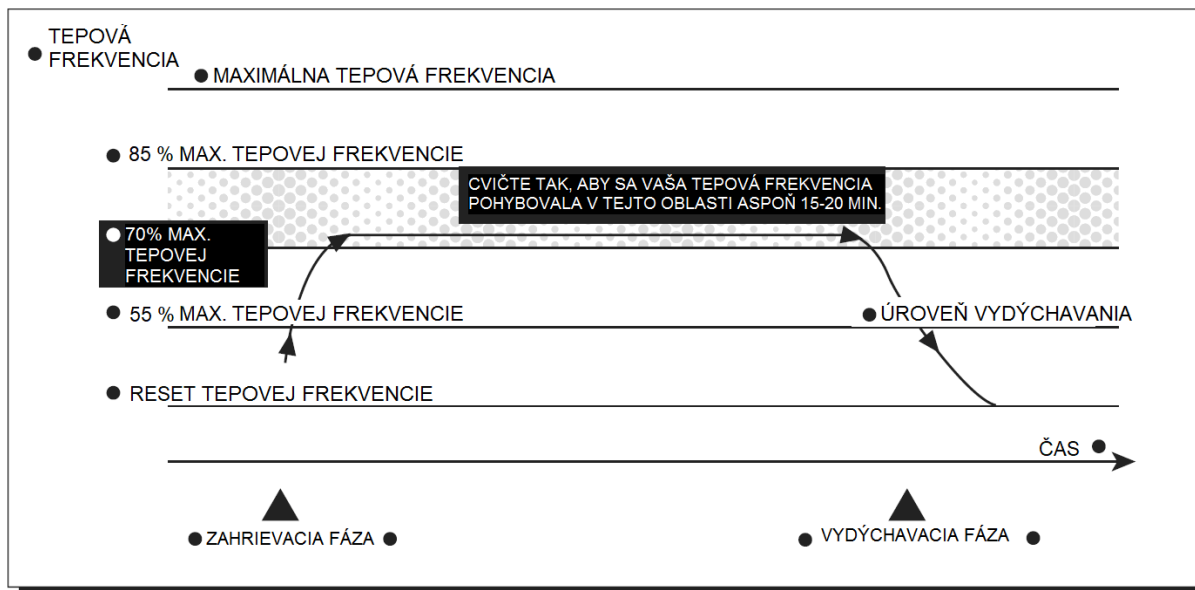 TEPOVÁ
FREKVENCIA
MAXIMÁLNA TEPOVÁ FREKVENCIA
85 % MAX. TEPOVEJ FREKVENCIE
CVIČTE TAK, ABY SA VAŠA TEPOVÁ FREKVENCIA
POHYBOVALA V TEJTO OBLASTI ASPOŇ 15-20 MIN.
70% MAX.
TEPOVEJ
FREKVENCIE
55 % MAX. TEPOVEJ FREKVENCIE
ÚROVEŇ VYDÝCHAVANIA
RESET TEPOVEJ FREKVENCIE
ČAS
ZAHRIEVACIA FÁZA
VYDÝCHAVACIA FÁZA